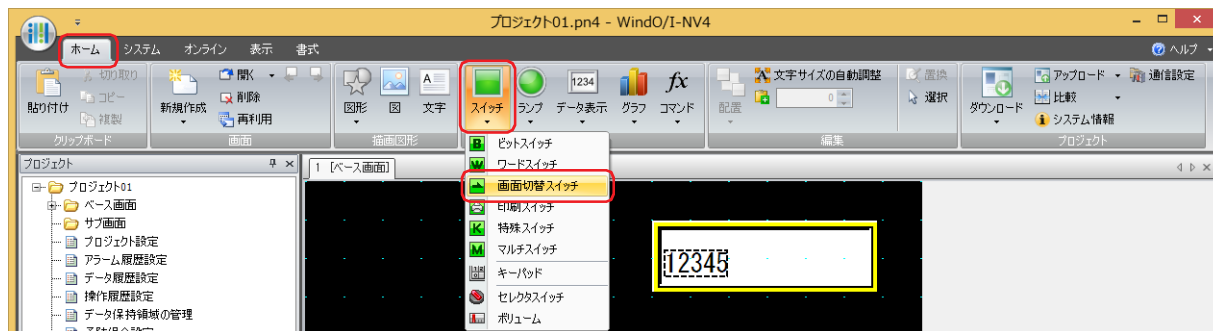 プロジェクト01.pn4 - WindO/I-NV4
ホーム システム オンライン 表示 書式 ヘルプ
貼り付け 切り取り コピー 複製
新規作成 開く 削除 再利用
図形 図 文字
スイッチ ランプ データ表示 グラフ コマンド
配置 文字サイズの自動調整 0 置換 選択
ダウンロード アップロード 比較 システム情報 通信設定
クリップボード 画面 描画図形 編集 プロジェクト
ビットスイッチ
ワードスイッチ
画面切替スイッチ
印刷スイッチ
特殊スイッチ
マルチスイッチ
キーパッド
セレクタスイッチ
ボリューム
プロジェクト
プロジェクト01
ベース画面
サブ画面
プロジェクト設定
アラーム履歴設定
データ履歴設定
操作履歴設定
データ保持領域の管理
1 [ベース画面]
12345